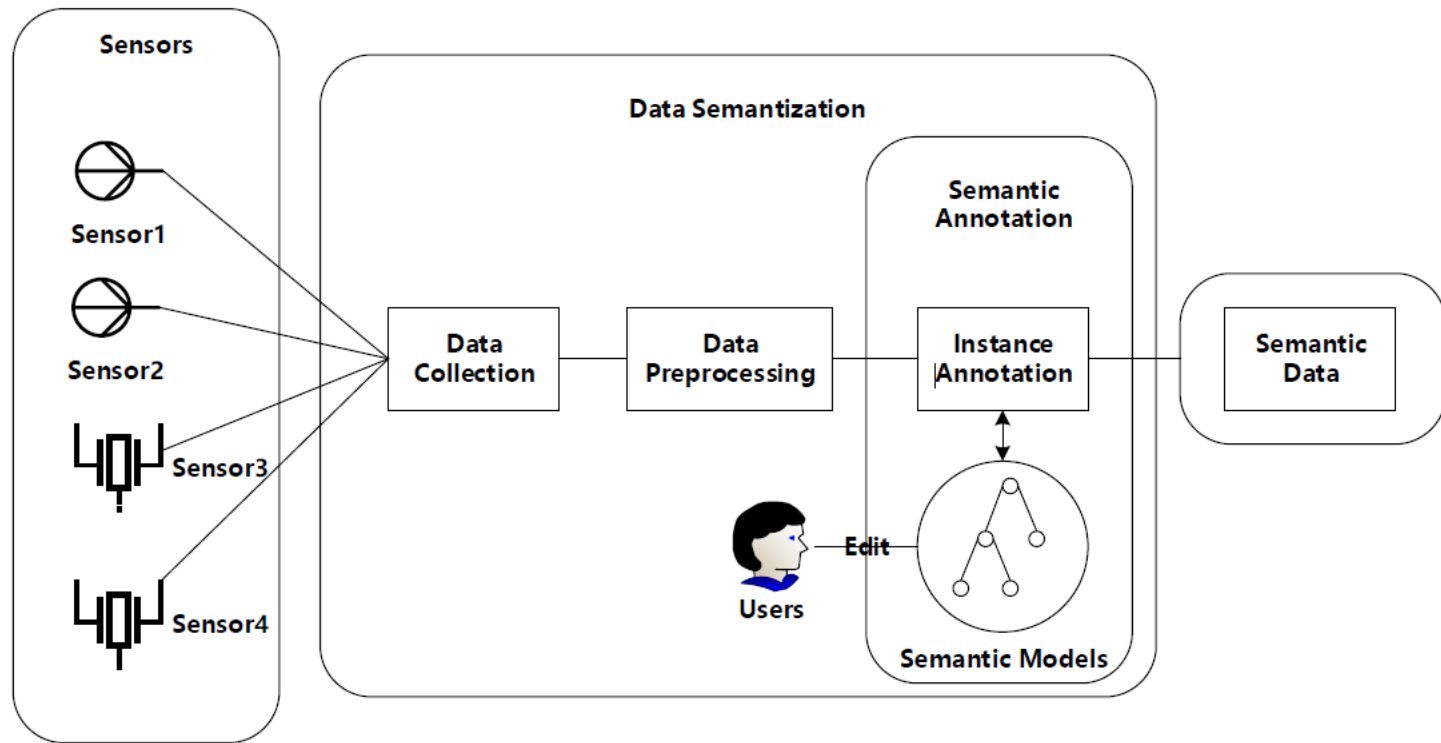 Sensors
Sensor1
Sensor2
Sensor3
Sensor4
Data Semantization
Data
Collection
Data
Preprocessing
Semantic
Annotation
Instance
Annotation
Edit
Users
Semantic Models
Semantic
Data